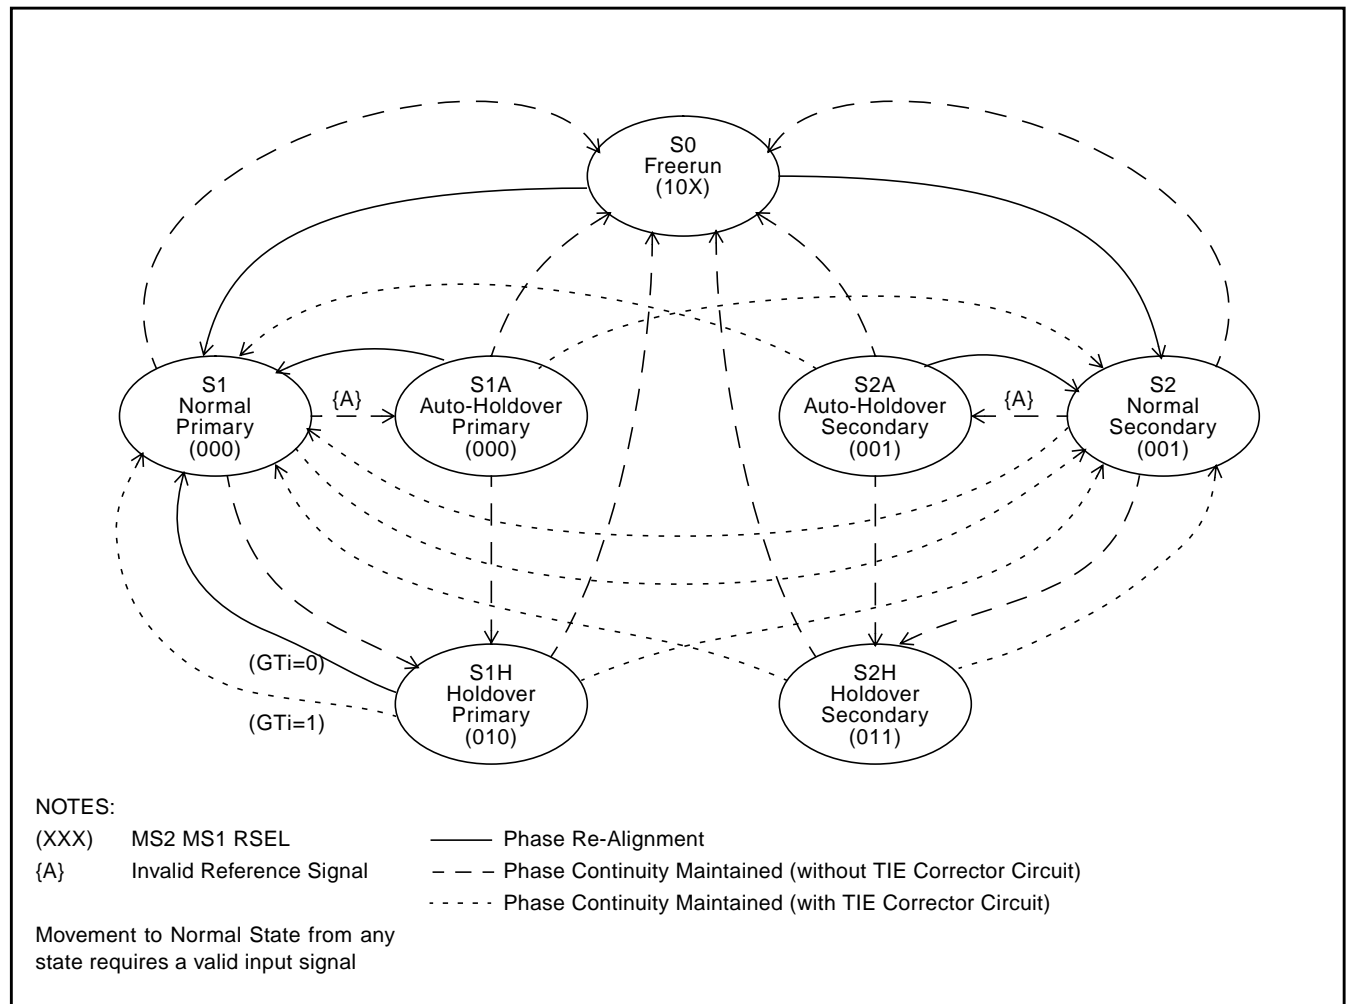 S0
Freerun
(10X)
S1
Normal
Primary
(000)
{A}
S1A
Auto-Holdover
Primary
(000)
S2A
Auto-Holdover
Secondary
(001)
{A}
S2
Normal
Secondary
(001)
(GTi=0)
(GTi=1)
S1H
Holdover
Primary
(010)
S2H
Holdover
Secondary
(011)
NOTES:
(XXX) MS2 MS1 RSEL
Phase Re-Alignment
{A} Invalid Reference Signal
Phase Continuity Maintained (without TIE Corrector Circuit)
Phase Continuity Maintained (with TIE Corrector Circuit)
Movement to Normal State from any
state requires a valid input signal